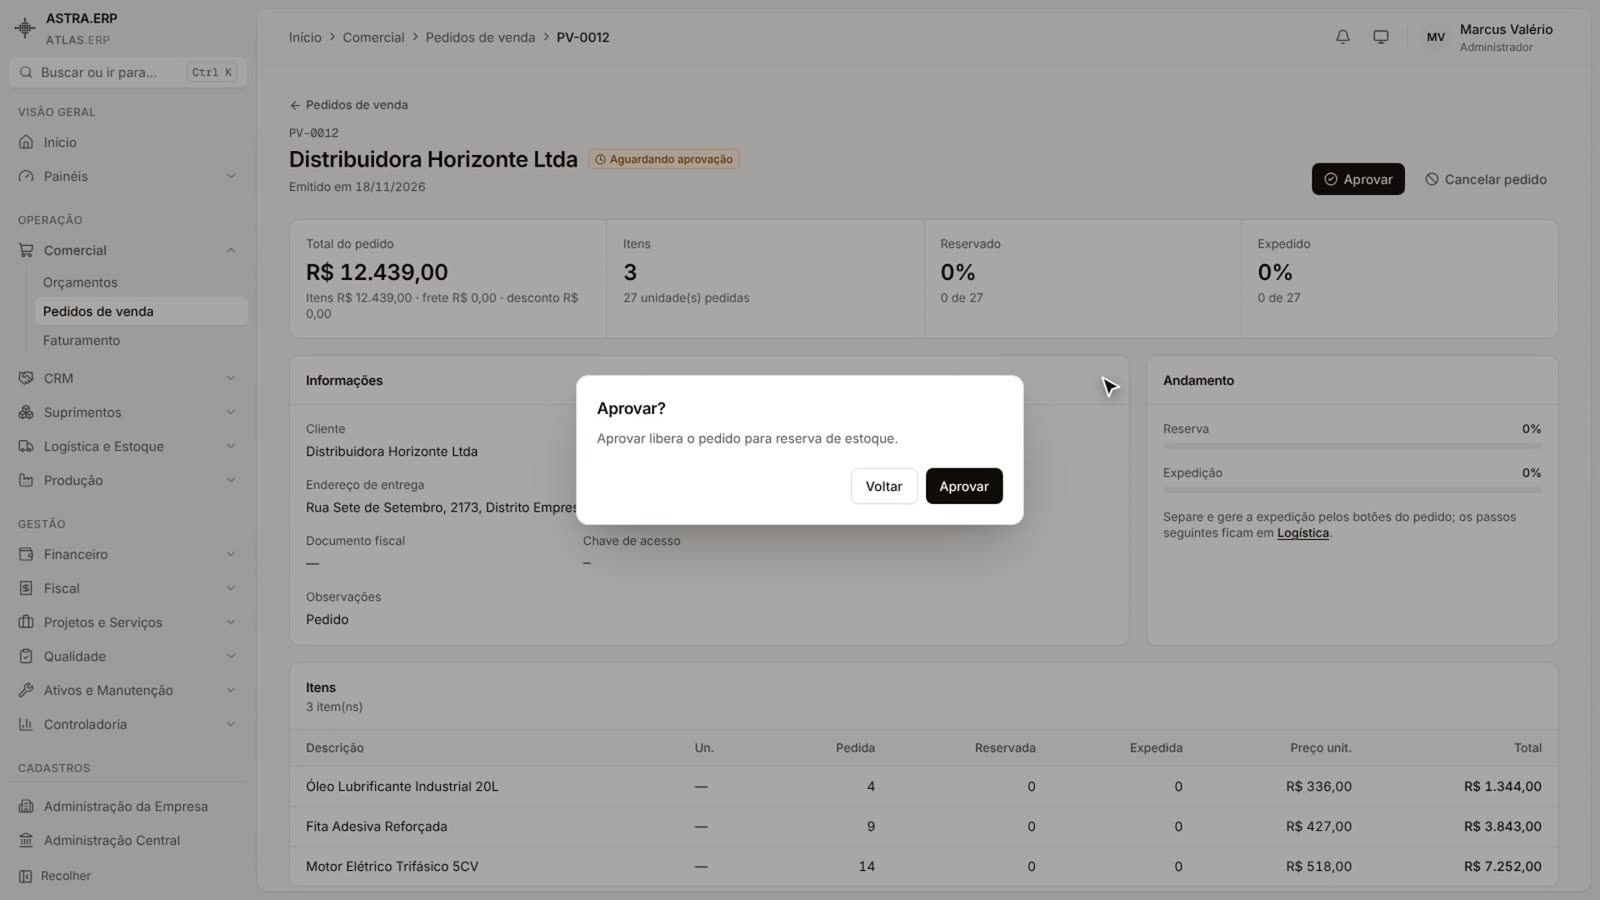 ASTRA.ERP
ATLAS.ERP
Buscar ou ir para... Ctrl K
VISÃO GERAL
Início
Painéis
OPERAÇÃO
Comercial
Orçamentos
Pedidos de venda
Faturamento
CRM
Suprimentos
Logística e Estoque
Produção
GESTÃO
Financeiro
Fiscal
Projetos e Serviços
Qualidade
Ativos e Manutenção
Controladoria
CADASTROS
Administração da Empresa
Administração Central
Recolher
Início > Comercial > Pedidos de venda > PV-0012
MV
Marcus Valério
Administrador
← Pedidos de venda
PV-0012
Distribuidora Horizonte Ltda
Aguardando aprovação
Emitido em 18/11/2026
Aprovar
Cancelar pedido
Total do pedido
R$ 12.439,00
Itens R$ 12.439,00 · frete R$ 0,00 · desconto R$
0,00
Itens
3
27 unidade(s) pedidas
Reservado
0%
0 de 27
Expedido
0%
0 de 27
Informações
Cliente
Distribuidora Horizonte Ltda
Endereço de entrega
Rua Sete de Setembro, 2173, Distrito Empres
Documento fiscal
—
Chave de acesso
–
Observações
Pedido
Aprovar?
Aprovar libera o pedido para reserva de estoque.
Voltar
Aprovar
Andamento
Reserva 0%
Expedição 0%
Separe e gere a expedição pelos botões do pedido; os passos
seguintes ficam em Logística.
Itens
3 item(ns)
Descrição Un. Pedida Reservada Expedida Preço unit. Total
Óleo Lubrificante Industrial 20L — 4 0 0 R$ 336,00 R$ 1.344,00
Fita Adesiva Reforçada — 9 0 0 R$ 427,00 R$ 3.843,00
Motor Elétrico Trifásico 5CV — 14 0 0 R$ 518,00 R$ 7.252,00